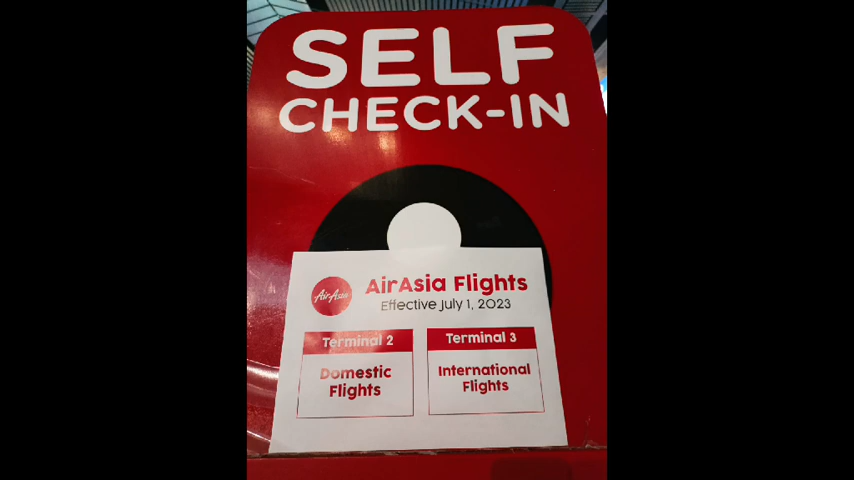 SELF
CHECK-IN
AirAsia
AirAsia Flights
Effective July 1, 2023
Terminal 2
Domestic
Flights
Terminal 3
International
Flights